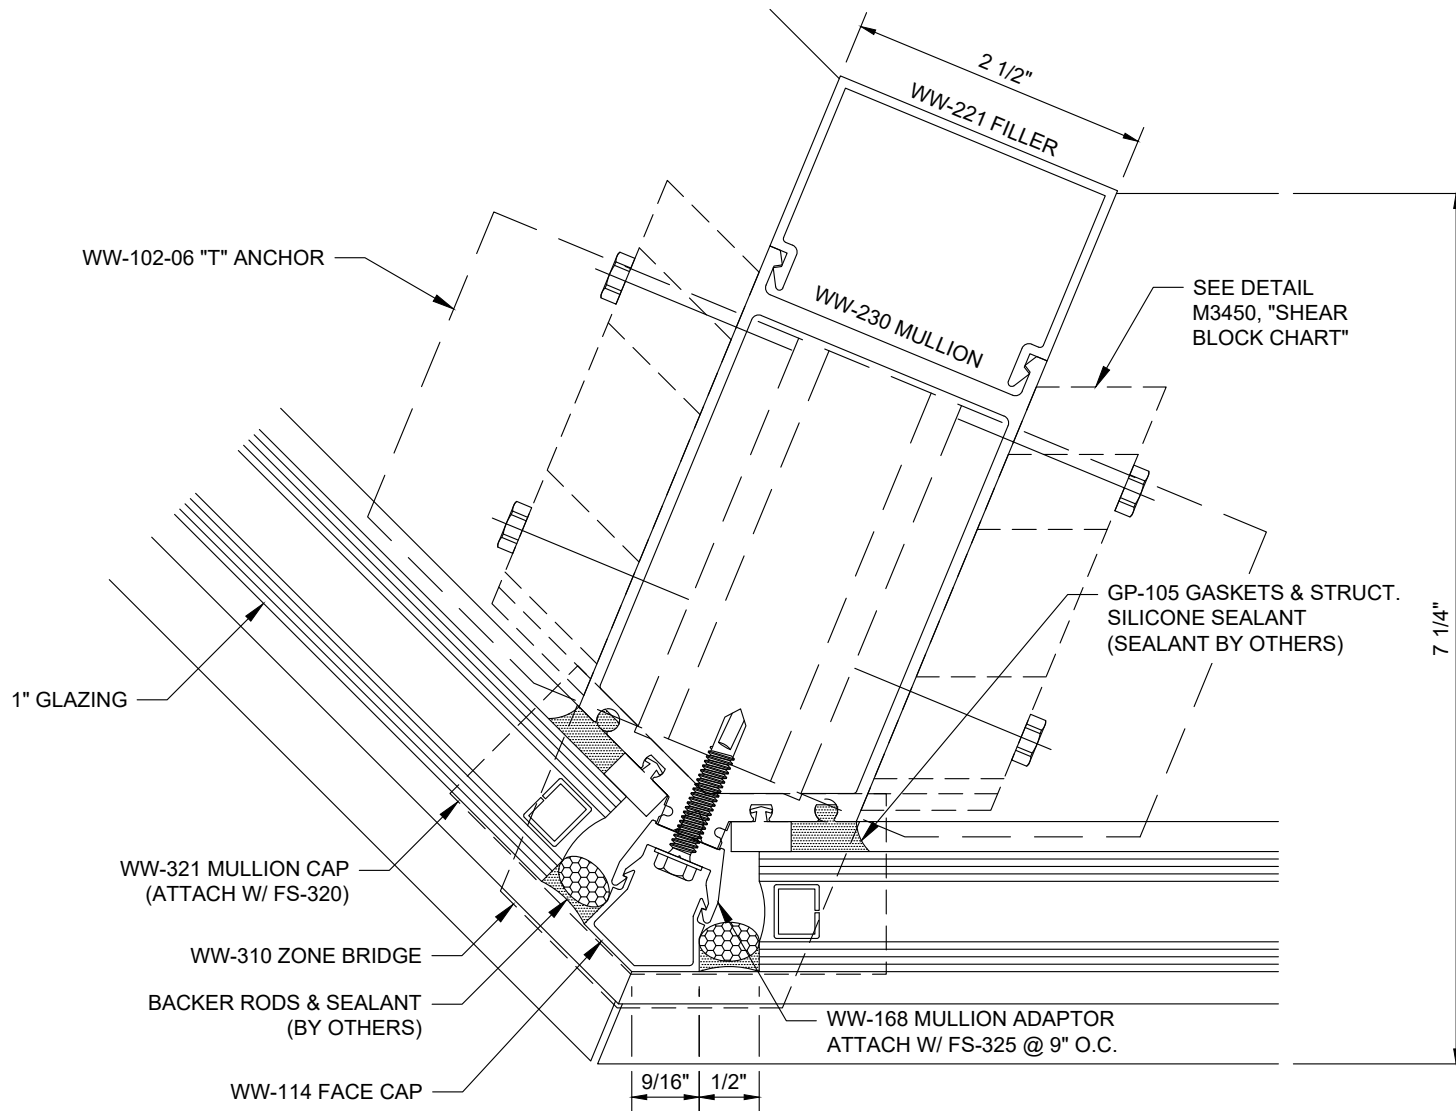 2 1/2"
WW-221 FILLER
WW-102-06 "T" ANCHOR
WW-230 MULLION
SEE DETAIL
M3450, "SHEAR
BLOCK CHART"
GP-105 GASKETS & STRUCT.
SILICONE SEALANT
(SEALANT BY OTHERS)
7 1/4"
1" GLAZING
WW-321 MULLION CAP
(ATTACH W/ FS-320)
WW-310 ZONE BRIDGE
BACKER RODS & SEALANT
(BY OTHERS)
WW-168 MULLION ADAPTOR
ATTACH W/ FS-325 @ 9" O.C.
WW-114 FACE CAP
9/16"
1/2"